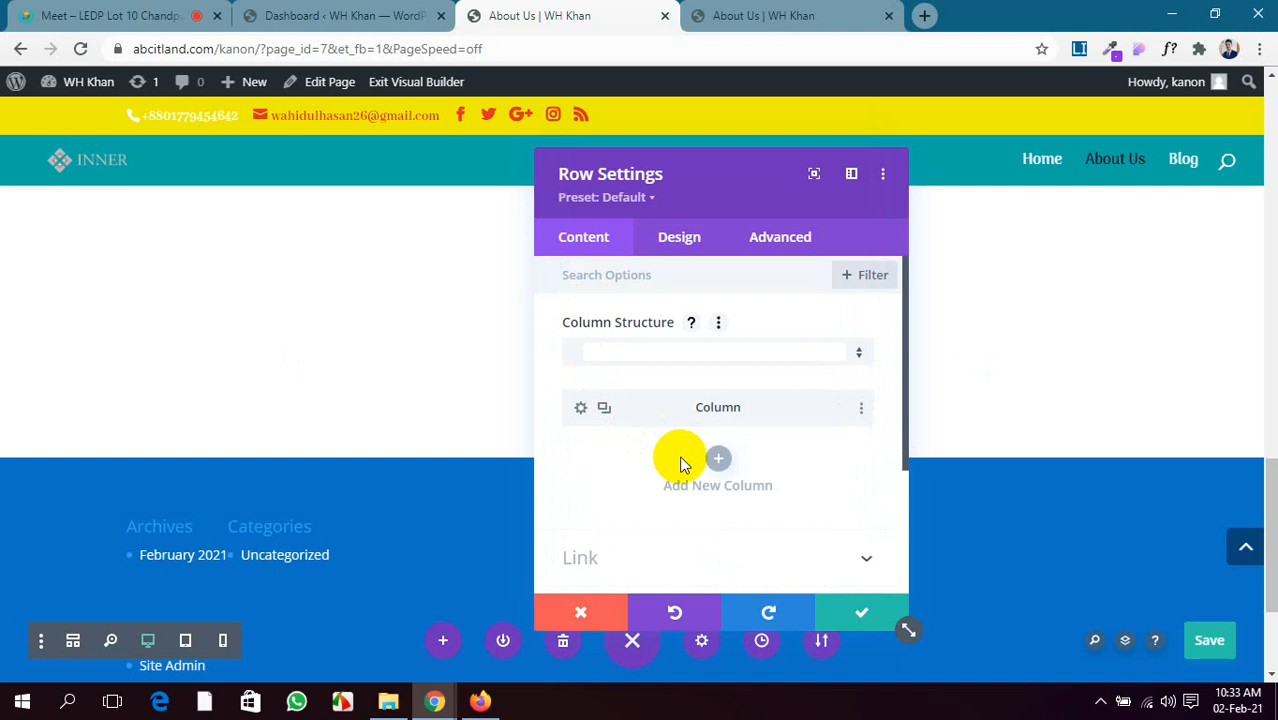 Meet – LEDP Lot 10 Chandpu
Dashboard ‹ WH Khan — WordP
About Us | WH Khan
About Us | WH Khan
abcitland.com/kanon/?page_id=7&et_fb=1&PageSpeed=off
WH Khan
1
0
New
Edit Page
Exit Visual Builder
Howdy, kanon
+8801779454642
wahidulhasan26@gmail.com
INNER
Home
About Us
Blog
Row Settings
Preset: Default
Content
Design
Advanced
Search Options
+ Filter
Column Structure
Column
Add New Column
Link
Archives
Categories
February 2021
Uncategorized
Site Admin
Save
10:33 AM
02-Feb-21